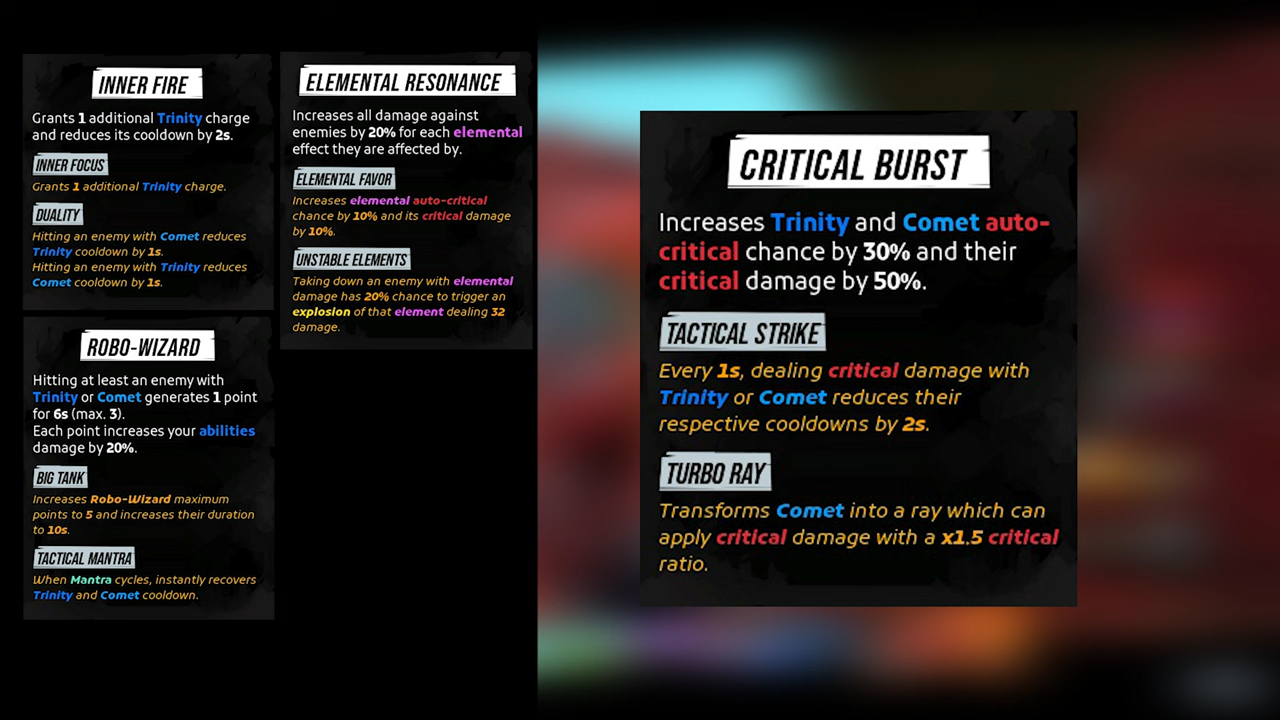 INNER FIRE
Grants 1 additional Trinity charge
and reduces its cooldown by 2s.
INNER FOCUS
Grants 1 additional Trinity charge.
DUALITY
Hitting an enemy with Comet reduces
Trinity cooldown by 1s.
Hitting an enemy with Trinity reduces
Comet cooldown by 1s.
ROBO-WIZARD
Hitting at least an enemy with
Trinity or Comet generates 1 point
for 6s (max. 3).
Each point increases your abilities
damage by 20%.
BIG TANK
Increases Robo-Wizard maximum
points to 5 and increases their duration
to 10s.
TACTICAL MANTRA
When Mantra cycles, instantly recovers
Trinity and Comet cooldown.
ELEMENTAL RESONANCE
Increases all damage against
enemies by 20% for each elemental
effect they are affected by.
ELEMENTAL FAVOR
Increases elemental auto-critical
chance by 10% and its critical damage
by 10%.
UNSTABLE ELEMENTS
Taking down an enemy with elemental
damage has 20% chance to trigger an
explosion of that element dealing 32
damage.
CRITICAL BURST
Increases Trinity and Comet auto-
critical chance by 30% and their
critical damage by 50%.
TACTICAL STRIKE
Every 1s, dealing critical damage with
Trinity or Comet reduces their
respective cooldowns by 2s.
TURBO RAY
Transforms Comet into a ray which can
apply critical damage with a x1.5 critical
ratio.